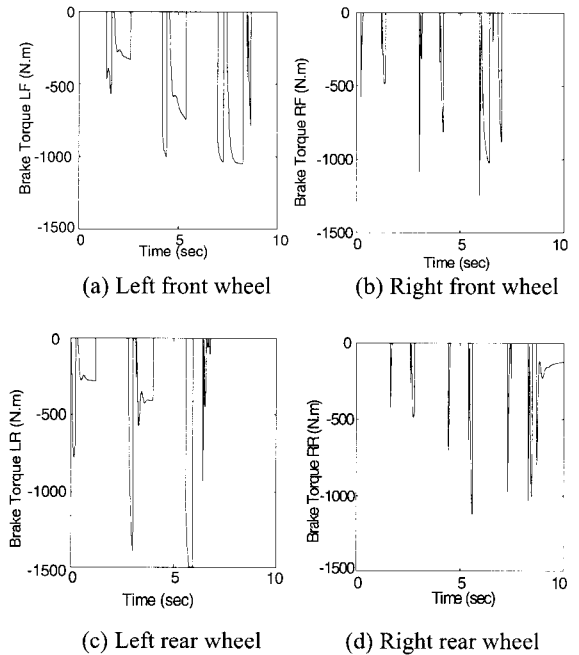 Brake Torque LF (N.m)
0
-500
-1000
-1500
0
5
10
Time (sec)
(a) Left front wheel
Brake Torque RF (N.m)
0
-500
-1000
-1500
0
5
10
Time (sec)
(b) Right front wheel
Brake Torque LR (N.m)
0
-500
-1000
-1500
0
5
10
Time (sec)
(c) Left rear wheel
Brake Torque RR (N.m)
0
-500
-1000
-1500
0
5
10
Time (sec)
(d) Right rear wheel